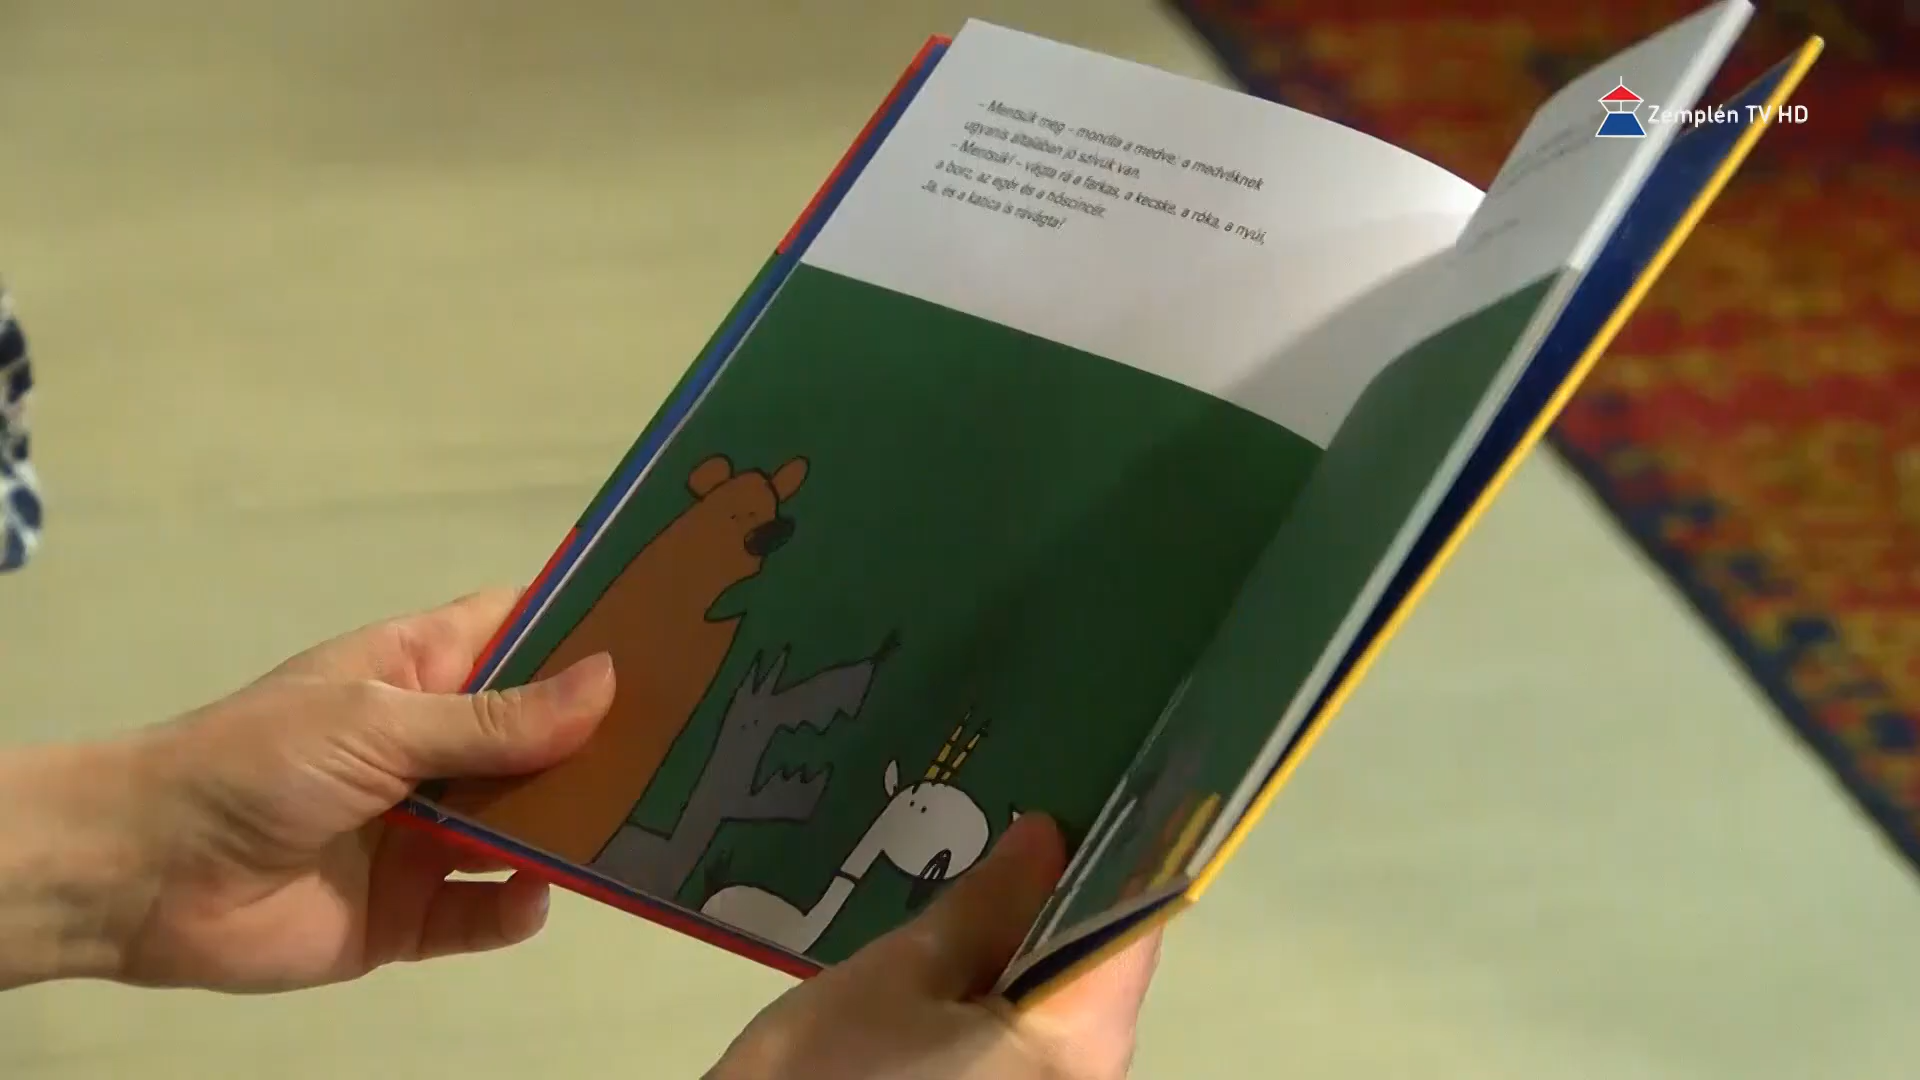 - Mentsük meg - mondta a medve, a medvéknek
ugyanis általában jó szívük van.
- Mentsük! - vágta rá a farkas, a kecske, a róka, a nyúl,
a borz, az egér és a hőscincér.
Ja, és a katica is rávágta!
Zemplén TV HD